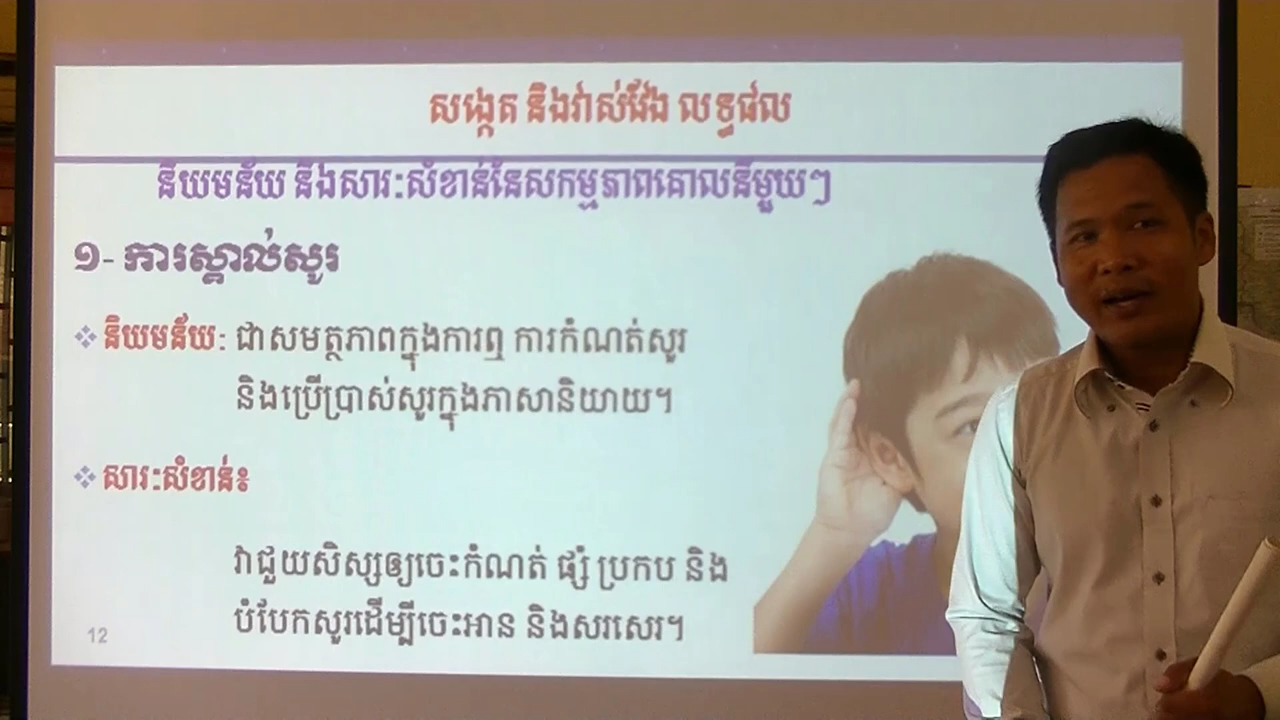 សង្កេត និងវាស់វែង លទ្ធផល
និយមន័យ និងសារៈសំខាន់នៃសកម្មភាពគោលនីមួយៗ
១- ការស្គាល់សូរ
និយមន័យ: ជាសមត្ថភាពក្នុងការឮ ការកំណត់សូរ
និងប្រើប្រាស់សូរក្នុងភាសានិយាយ។
សារៈសំខាន់៖
វាជួយសិស្សឲ្យចេះកំណត់ ផ្សំ ប្រកប និង
បំបែកសូរដើម្បីចេះអាន និងសរសេរ។
12